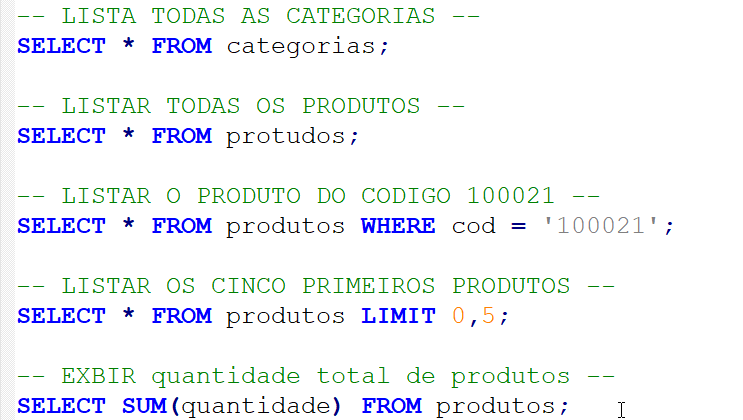 -- LISTA TODAS AS CATEGORIAS --
SELECT * FROM categorias;
-- LISTAR TODAS OS PRODUTOS --
SELECT * FROM protudos;
-- LISTAR O PRODUTO DO CODIGO 100021 --
SELECT * FROM produtos WHERE cod = '100021';
-- LISTAR OS CINCO PRIMEIROS PRODUTOS --
SELECT * FROM produtos LIMIT 0,5;
-- EXBIR quantidade total de produtos --
SELECT SUM(quantidade) FROM produtos;